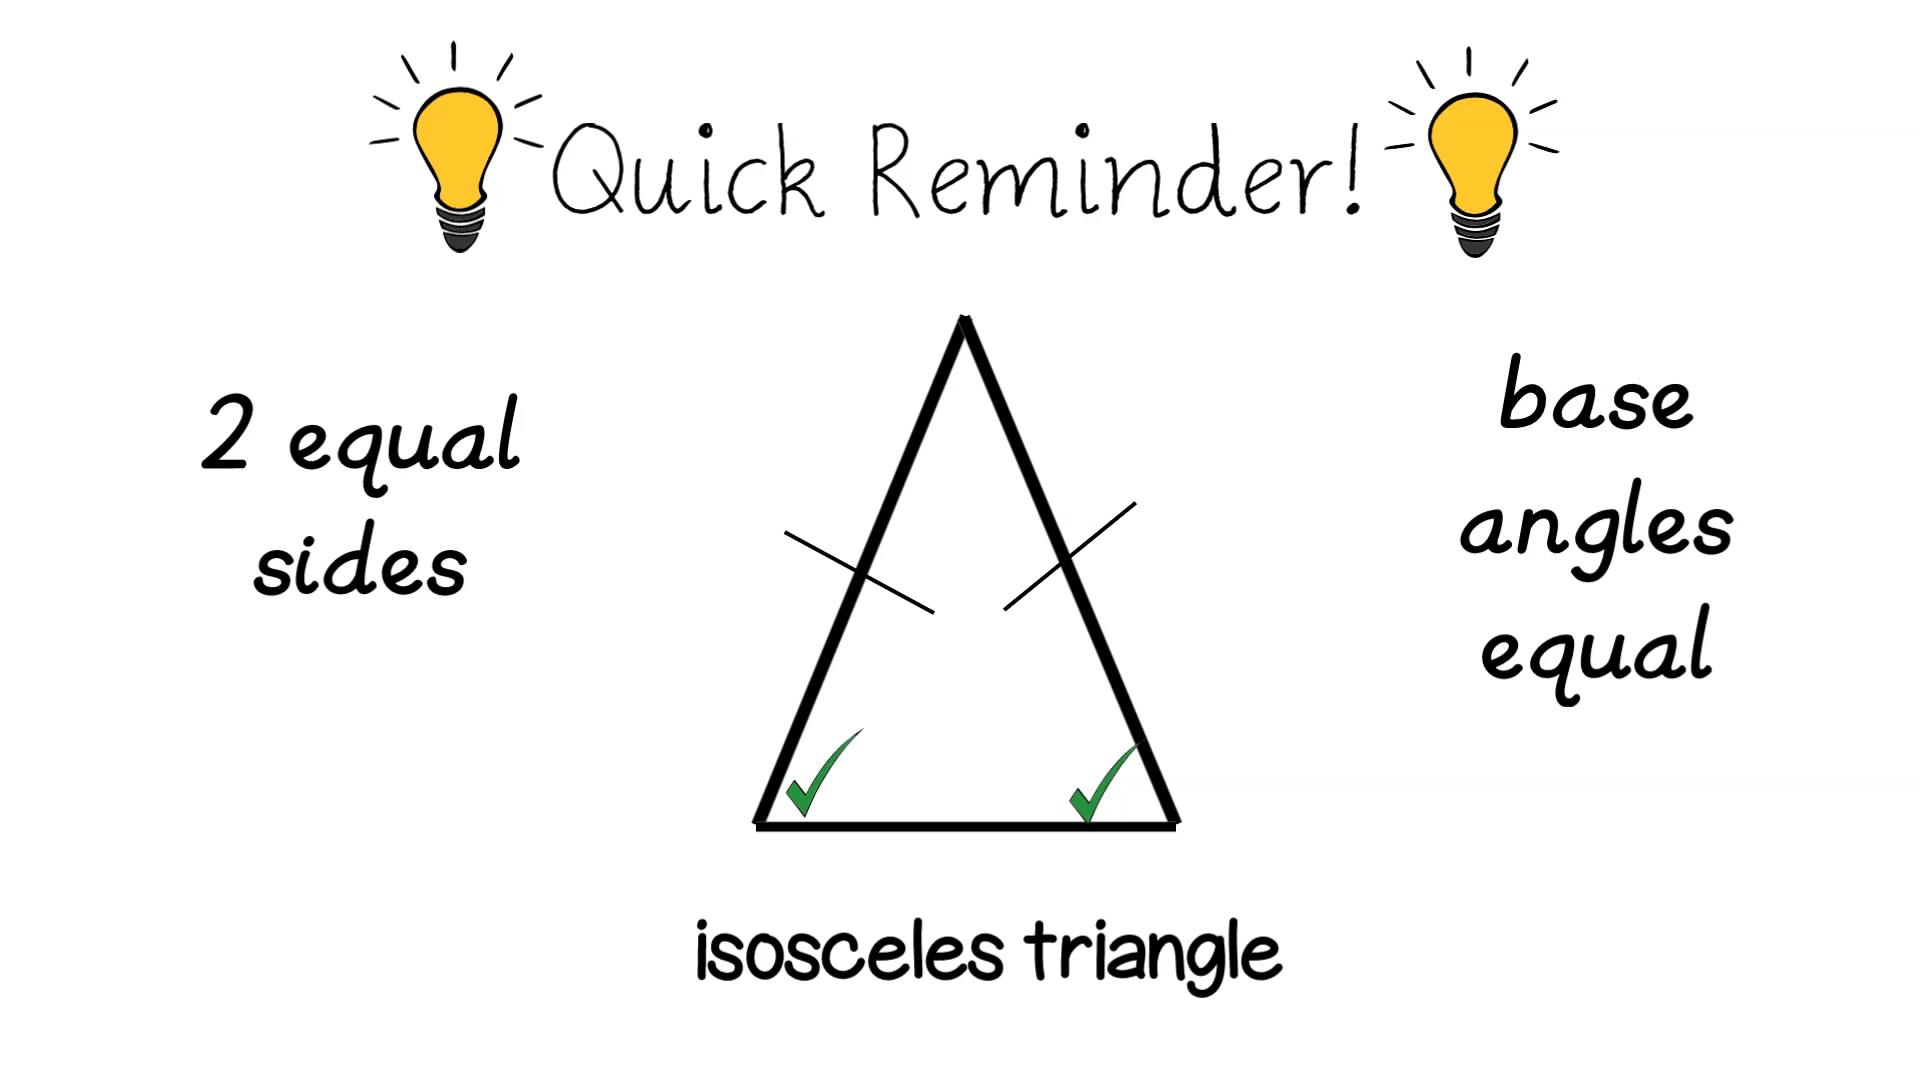 Quick Reminder!
2 equal
sides
base
angles
equal
isosceles triangle